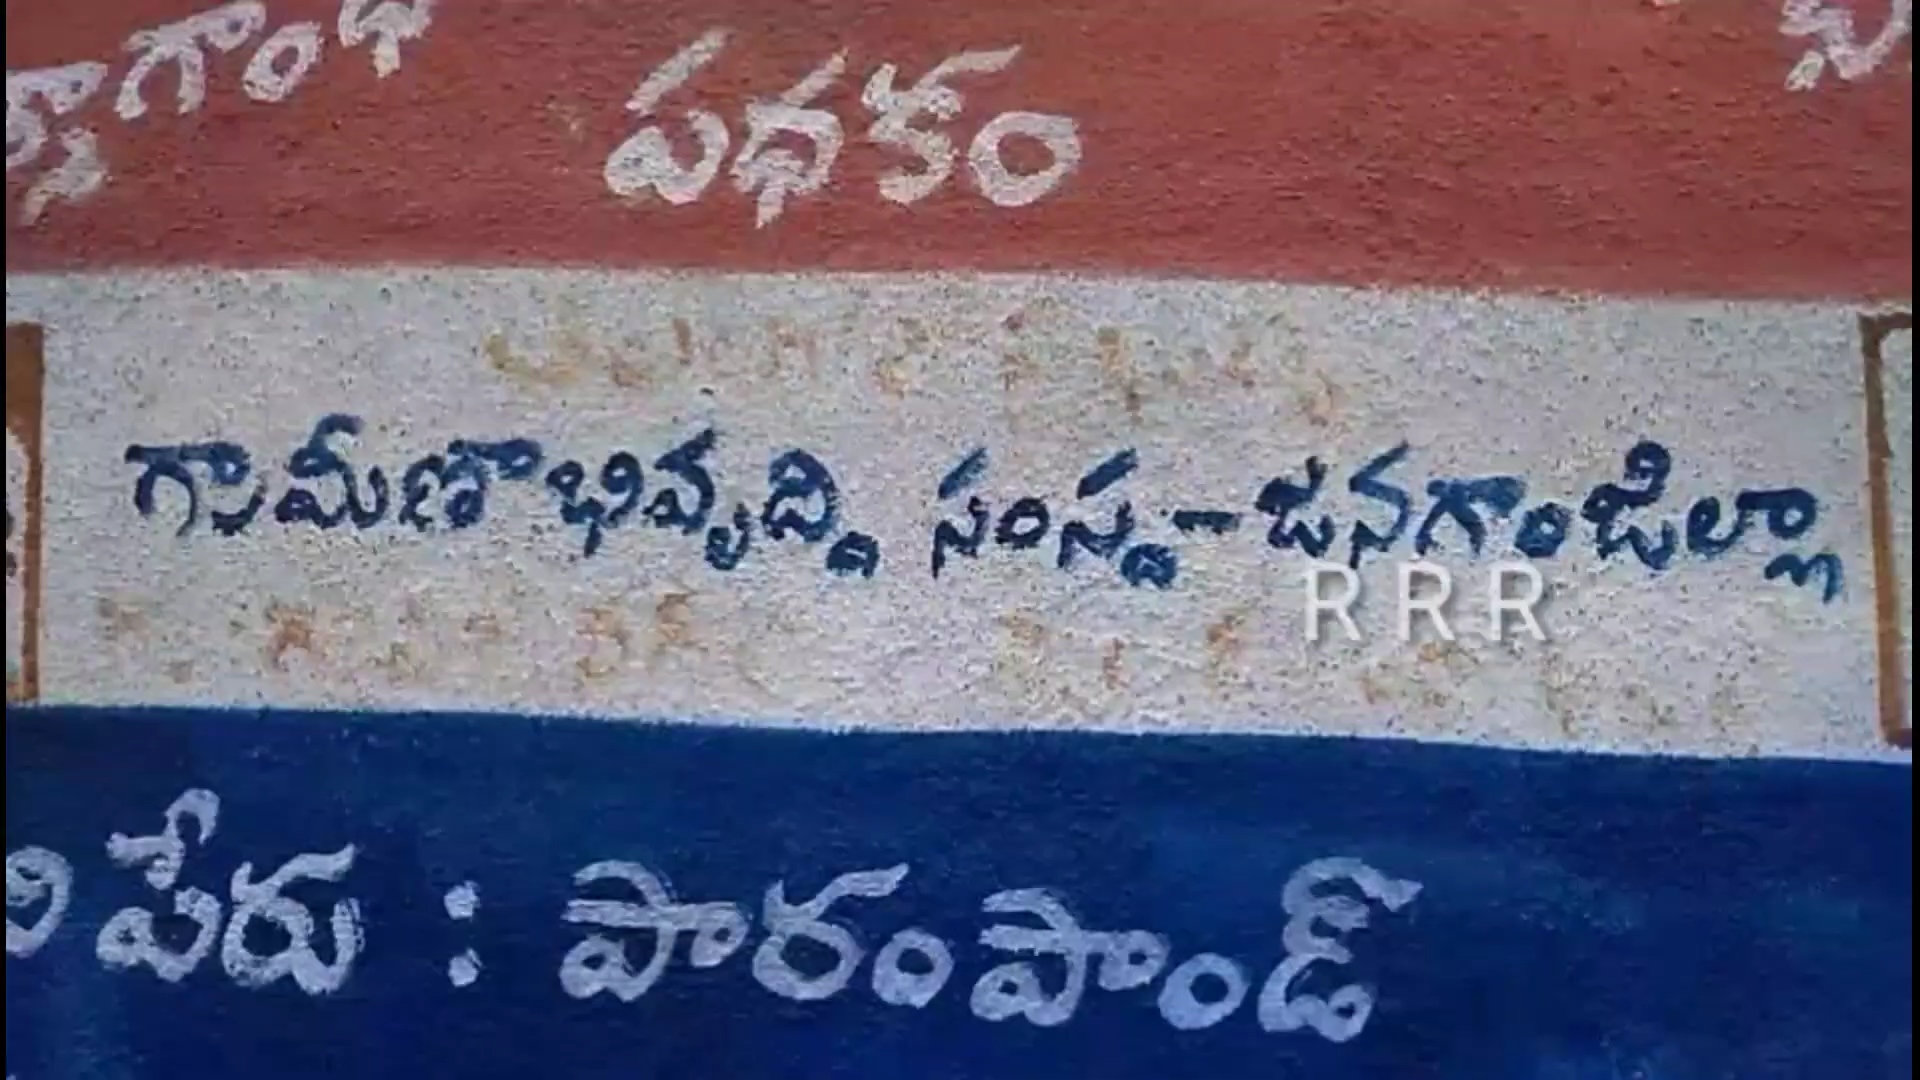 గాంధీ
పథకం
గ్రామీణాభివృద్ధి సంస్థ-జనగాంజిల్లా
RRR
పేరు : ఫారంపాండ్